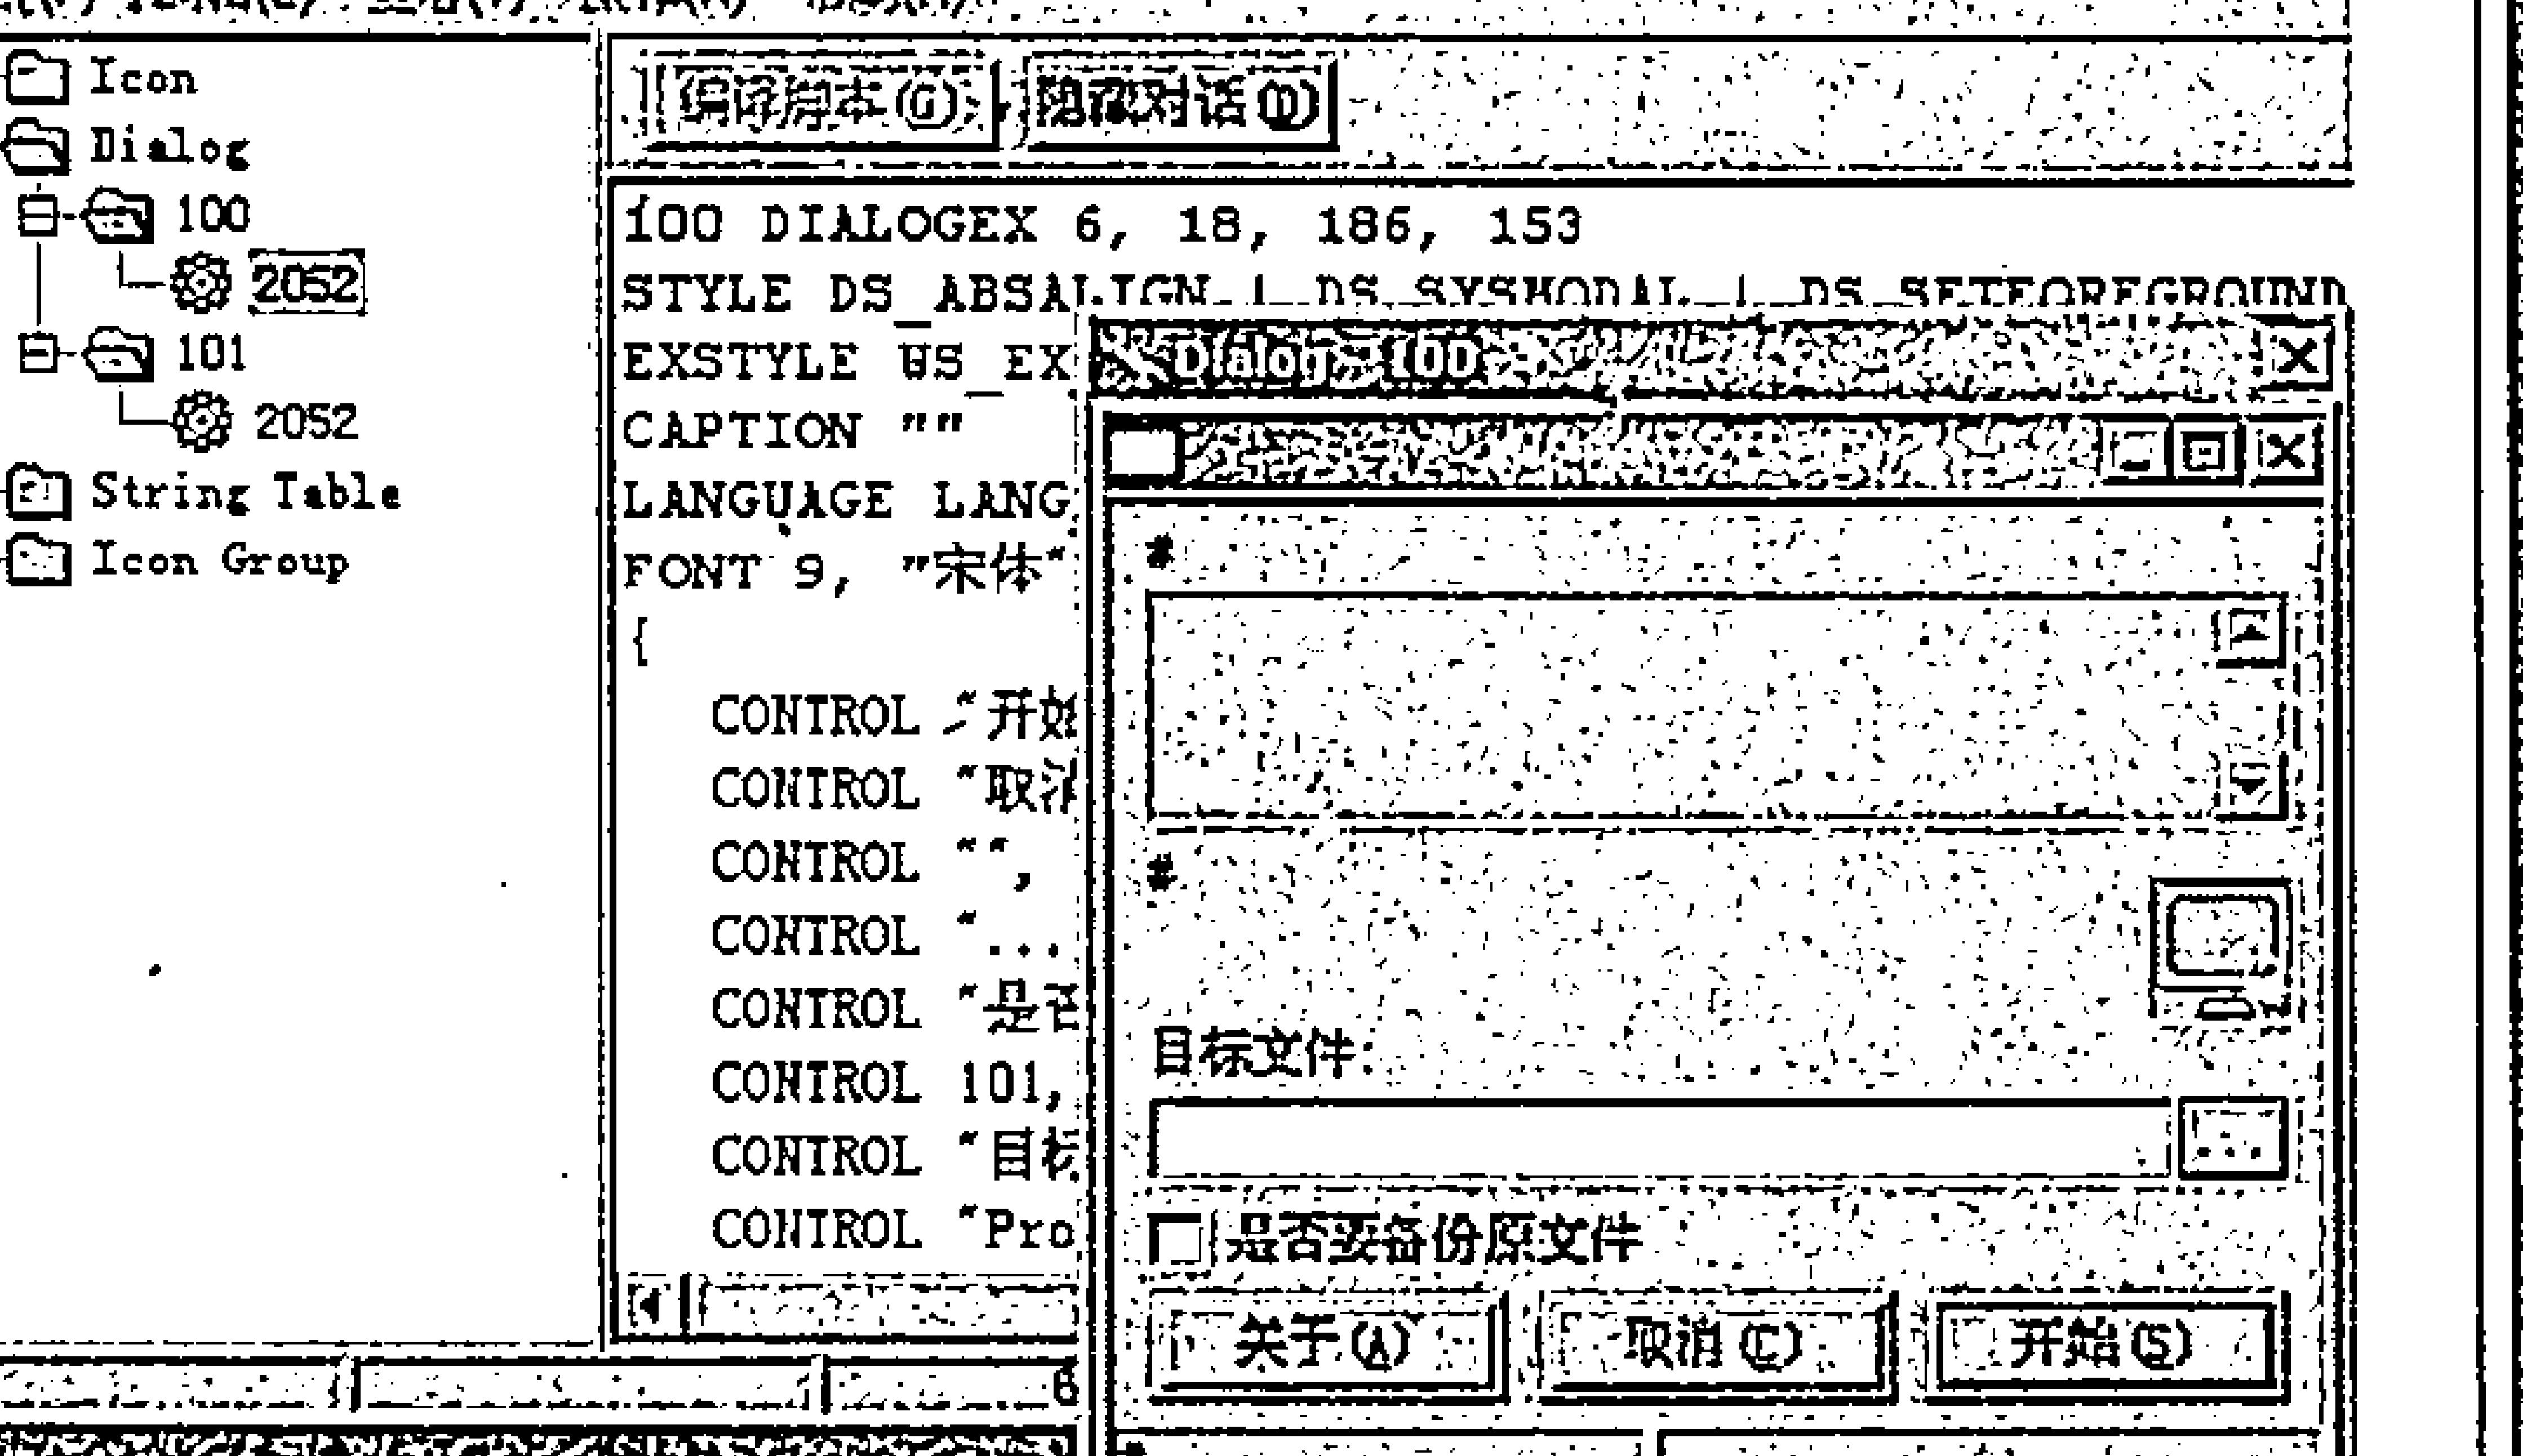 Icon
Dialog
100
2052
101
2052
String Table
Icon Group
编译脚本(G)
隐藏对话(D)
100 DIALOGEX 6, 18, 186, 153
STYLE DS_ABSALIGN | DS_SYSMODAL | DS_SETFOREGROUND
EXSTYLE WS_EX
CAPTION ""
LANGUAGE LANG
FONT 9, "宋体"
{
CONTROL "开始
CONTROL "取消
CONTROL "",
CONTROL "...
CONTROL "是否
CONTROL 101,
CONTROL "目标
CONTROL "Pro
6
Dialog - 100
#
#
目标文件:
...
是否要备份原文件
关于(A)
取消(C)
开始(S)